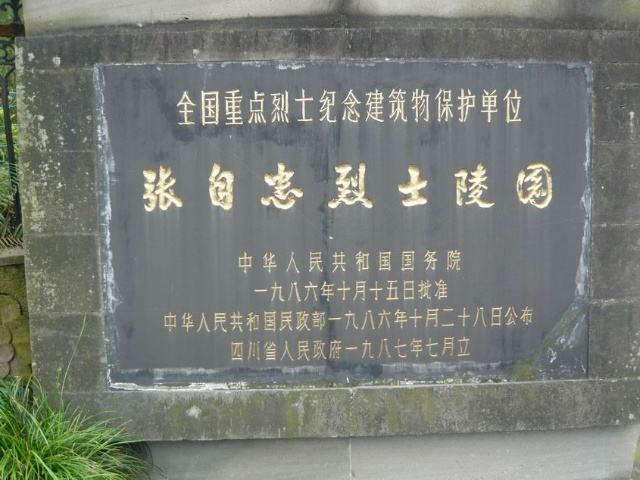 全国重点烈士纪念建筑物保护单位
张自忠烈士陵园
中华人民共和国国务院
一九八六年十月十五日批准
中华人民共和国民政部一九八六年十月二十八日公布
四川省人民政府一九八七年七月立